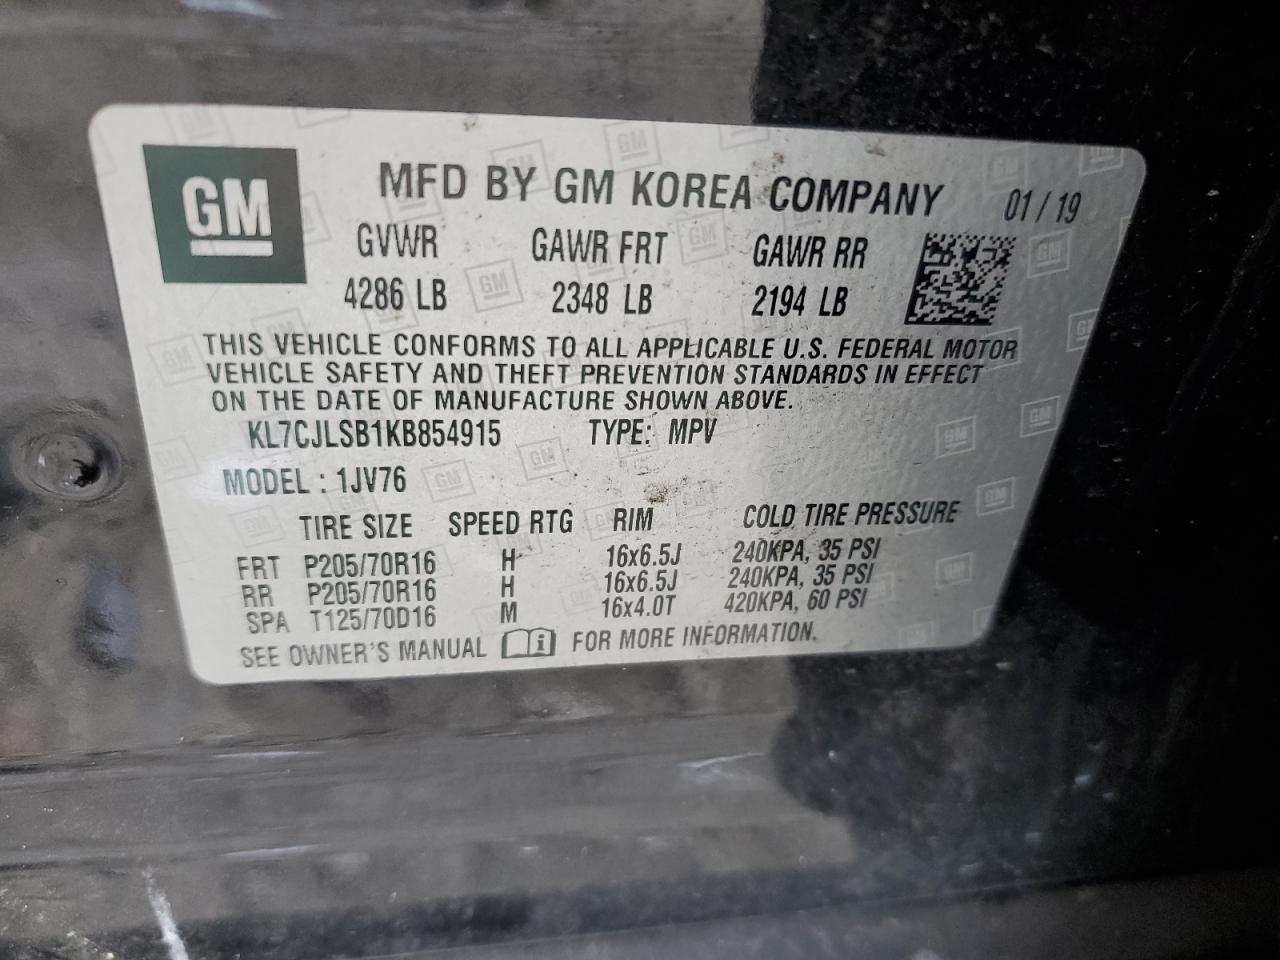 GM
MFD BY GM KOREA COMPANY 01/19
GVWR GAWR FRT GAWR RR
4286 LB 2348 LB 2194 LB
THIS VEHICLE CONFORMS TO ALL APPLICABLE U.S. FEDERAL MOTOR
VEHICLE SAFETY AND THEFT PREVENTION STANDARDS IN EFFECT
ON THE DATE OF MANUFACTURE SHOWN ABOVE.
KL7CJLSB1KB854915 TYPE: MPV
MODEL : 1JV76
TIRE SIZE SPEED RTG RIM COLD TIRE PRESSURE
FRT P205/70R16 H 16x6.5J 240KPA, 35 PSI
RR P205/70R16 H 16x6.5J 240KPA, 35 PSI
SPA T125/70D16 M 16x4.0T 420KPA, 60 PSI
SEE OWNER'S MANUAL i FOR MORE INFORMATION.